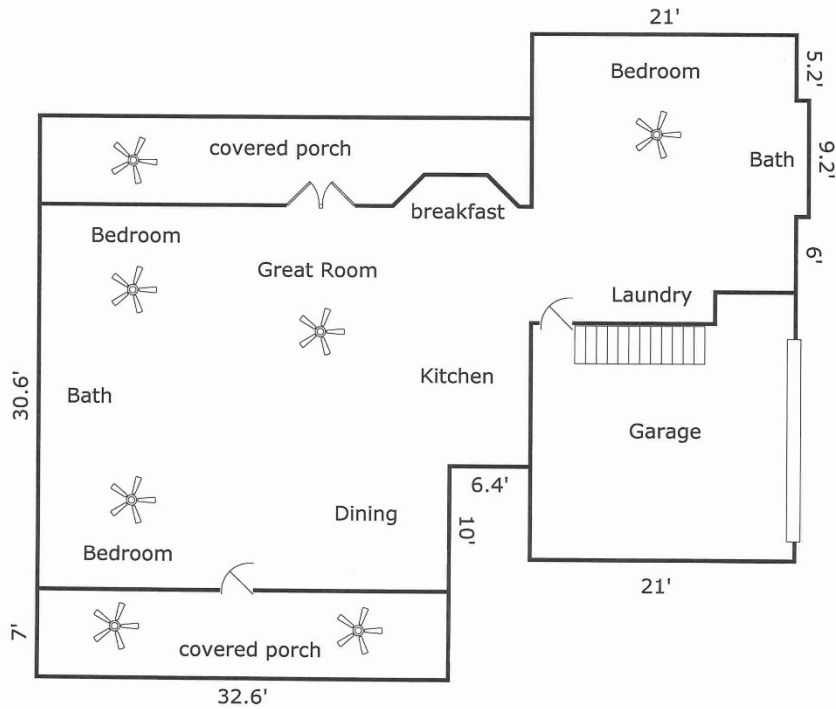 21'
5.2'
Bedroom
Bath
9.2'
covered porch
breakfast
Bedroom
Great Room
6'
Laundry
30.6'
Bath
Kitchen
Garage
6.4'
10'
Dining
Bedroom
21'
7'
covered porch
32.6'